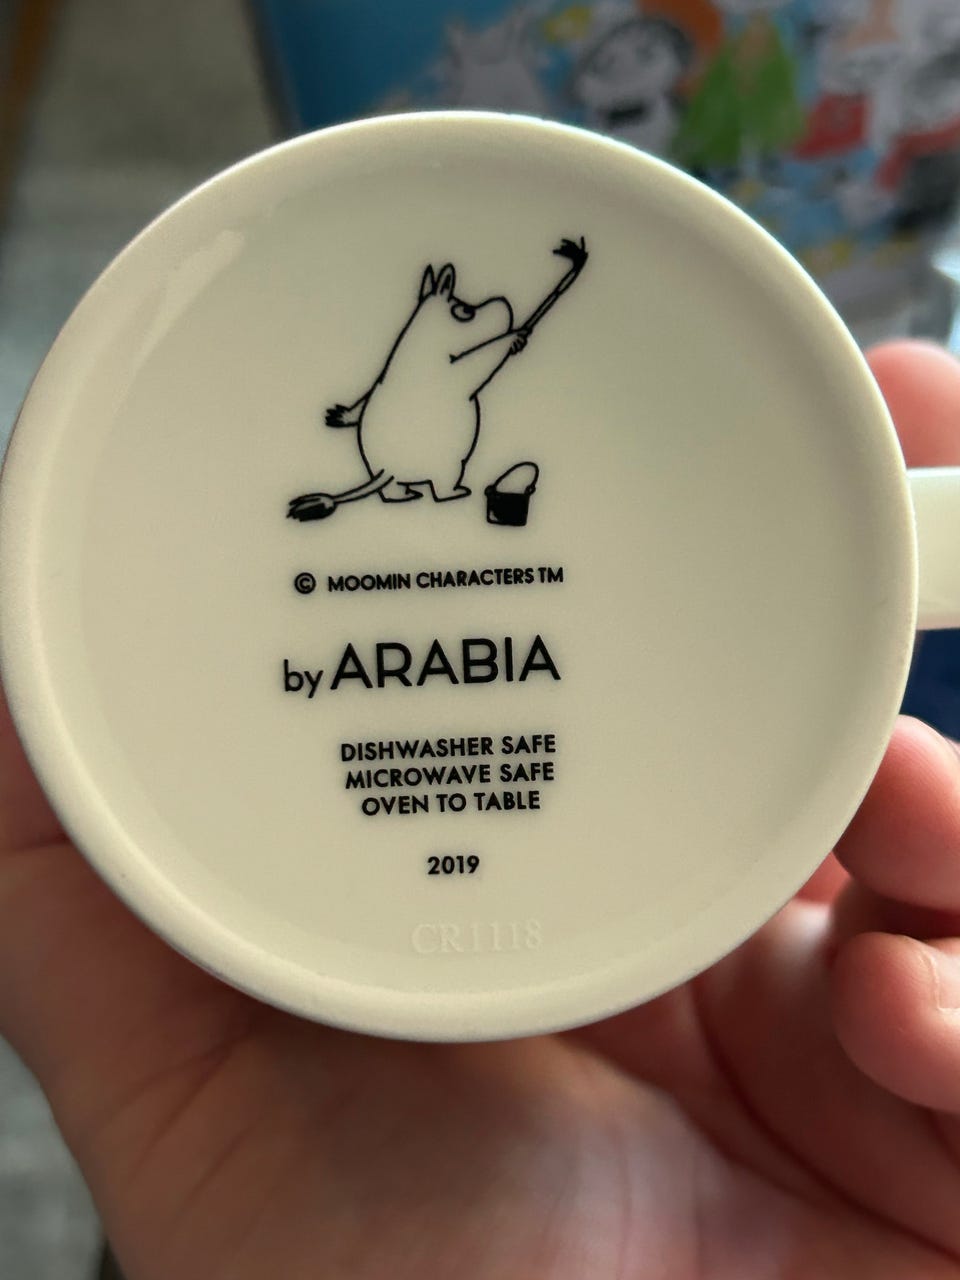 © MOOMIN CHARACTERS TM
by ARABIA
DISHWASHER SAFE
MICROWAVE SAFE
OVEN TO TABLE
2019
CR1118